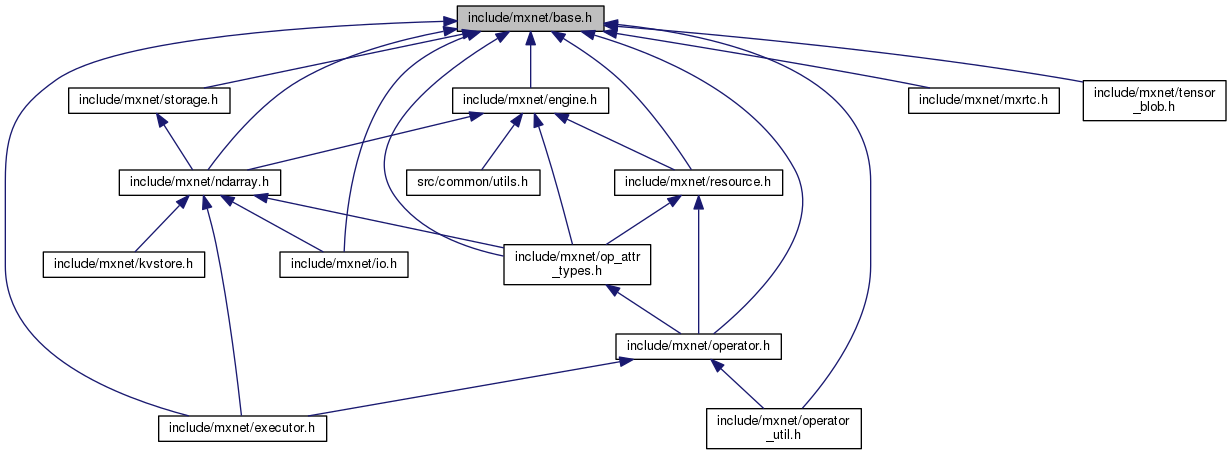 include/mxnet/base.h
include/mxnet/storage.h
include/mxnet/engine.h
include/mxnet/mxrtc.h
include/mxnet/tensor
_blob.h
include/mxnet/ndarray.h
src/common/utils.h
include/mxnet/resource.h
include/mxnet/kvstore.h
include/mxnet/io.h
include/mxnet/op_attr
_types.h
include/mxnet/operator.h
include/mxnet/executor.h
include/mxnet/operator
_util.h